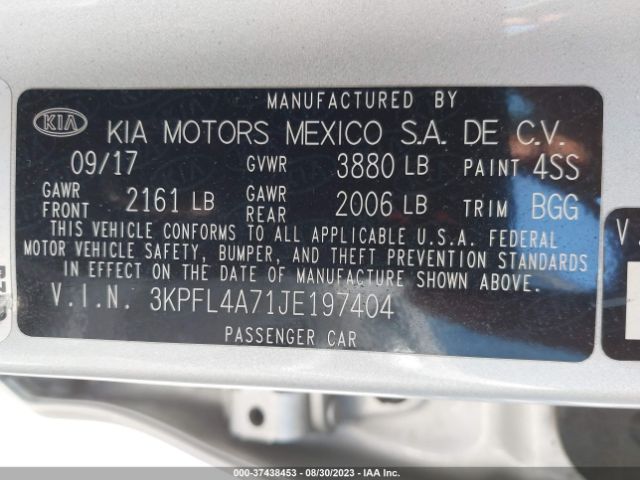 MANUFACTURED BY
KIA KIA MOTORS MEXICO S.A. DE C.V.
09/17 GVWR 3880 LB PAINT 4SS
GAWR FRONT 2161 LB GAWR REAR 2006 LB TRIM BGG
THIS VEHICLE CONFORMS TO ALL APPLICABLE U.S.A. FEDERAL
MOTOR VEHICLE SAFETY, BUMPER, AND THEFT PREVENTION STANDARDS
IN EFFECT ON THE DATE OF MANUFACTURE SHOWN ABOVE.
V.I.N. 3KPFL4A71JE197404
PASSENGER CAR
V.
000-37438453 - 08/30/2023 - IAAI.COM